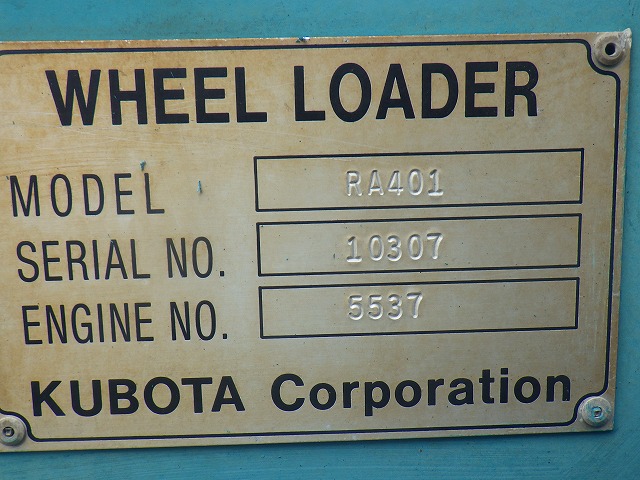 WHEEL LOADER
MODEL RA401
SERIAL NO. 10307
ENGINE NO. 5537
KUBOTA Corporation